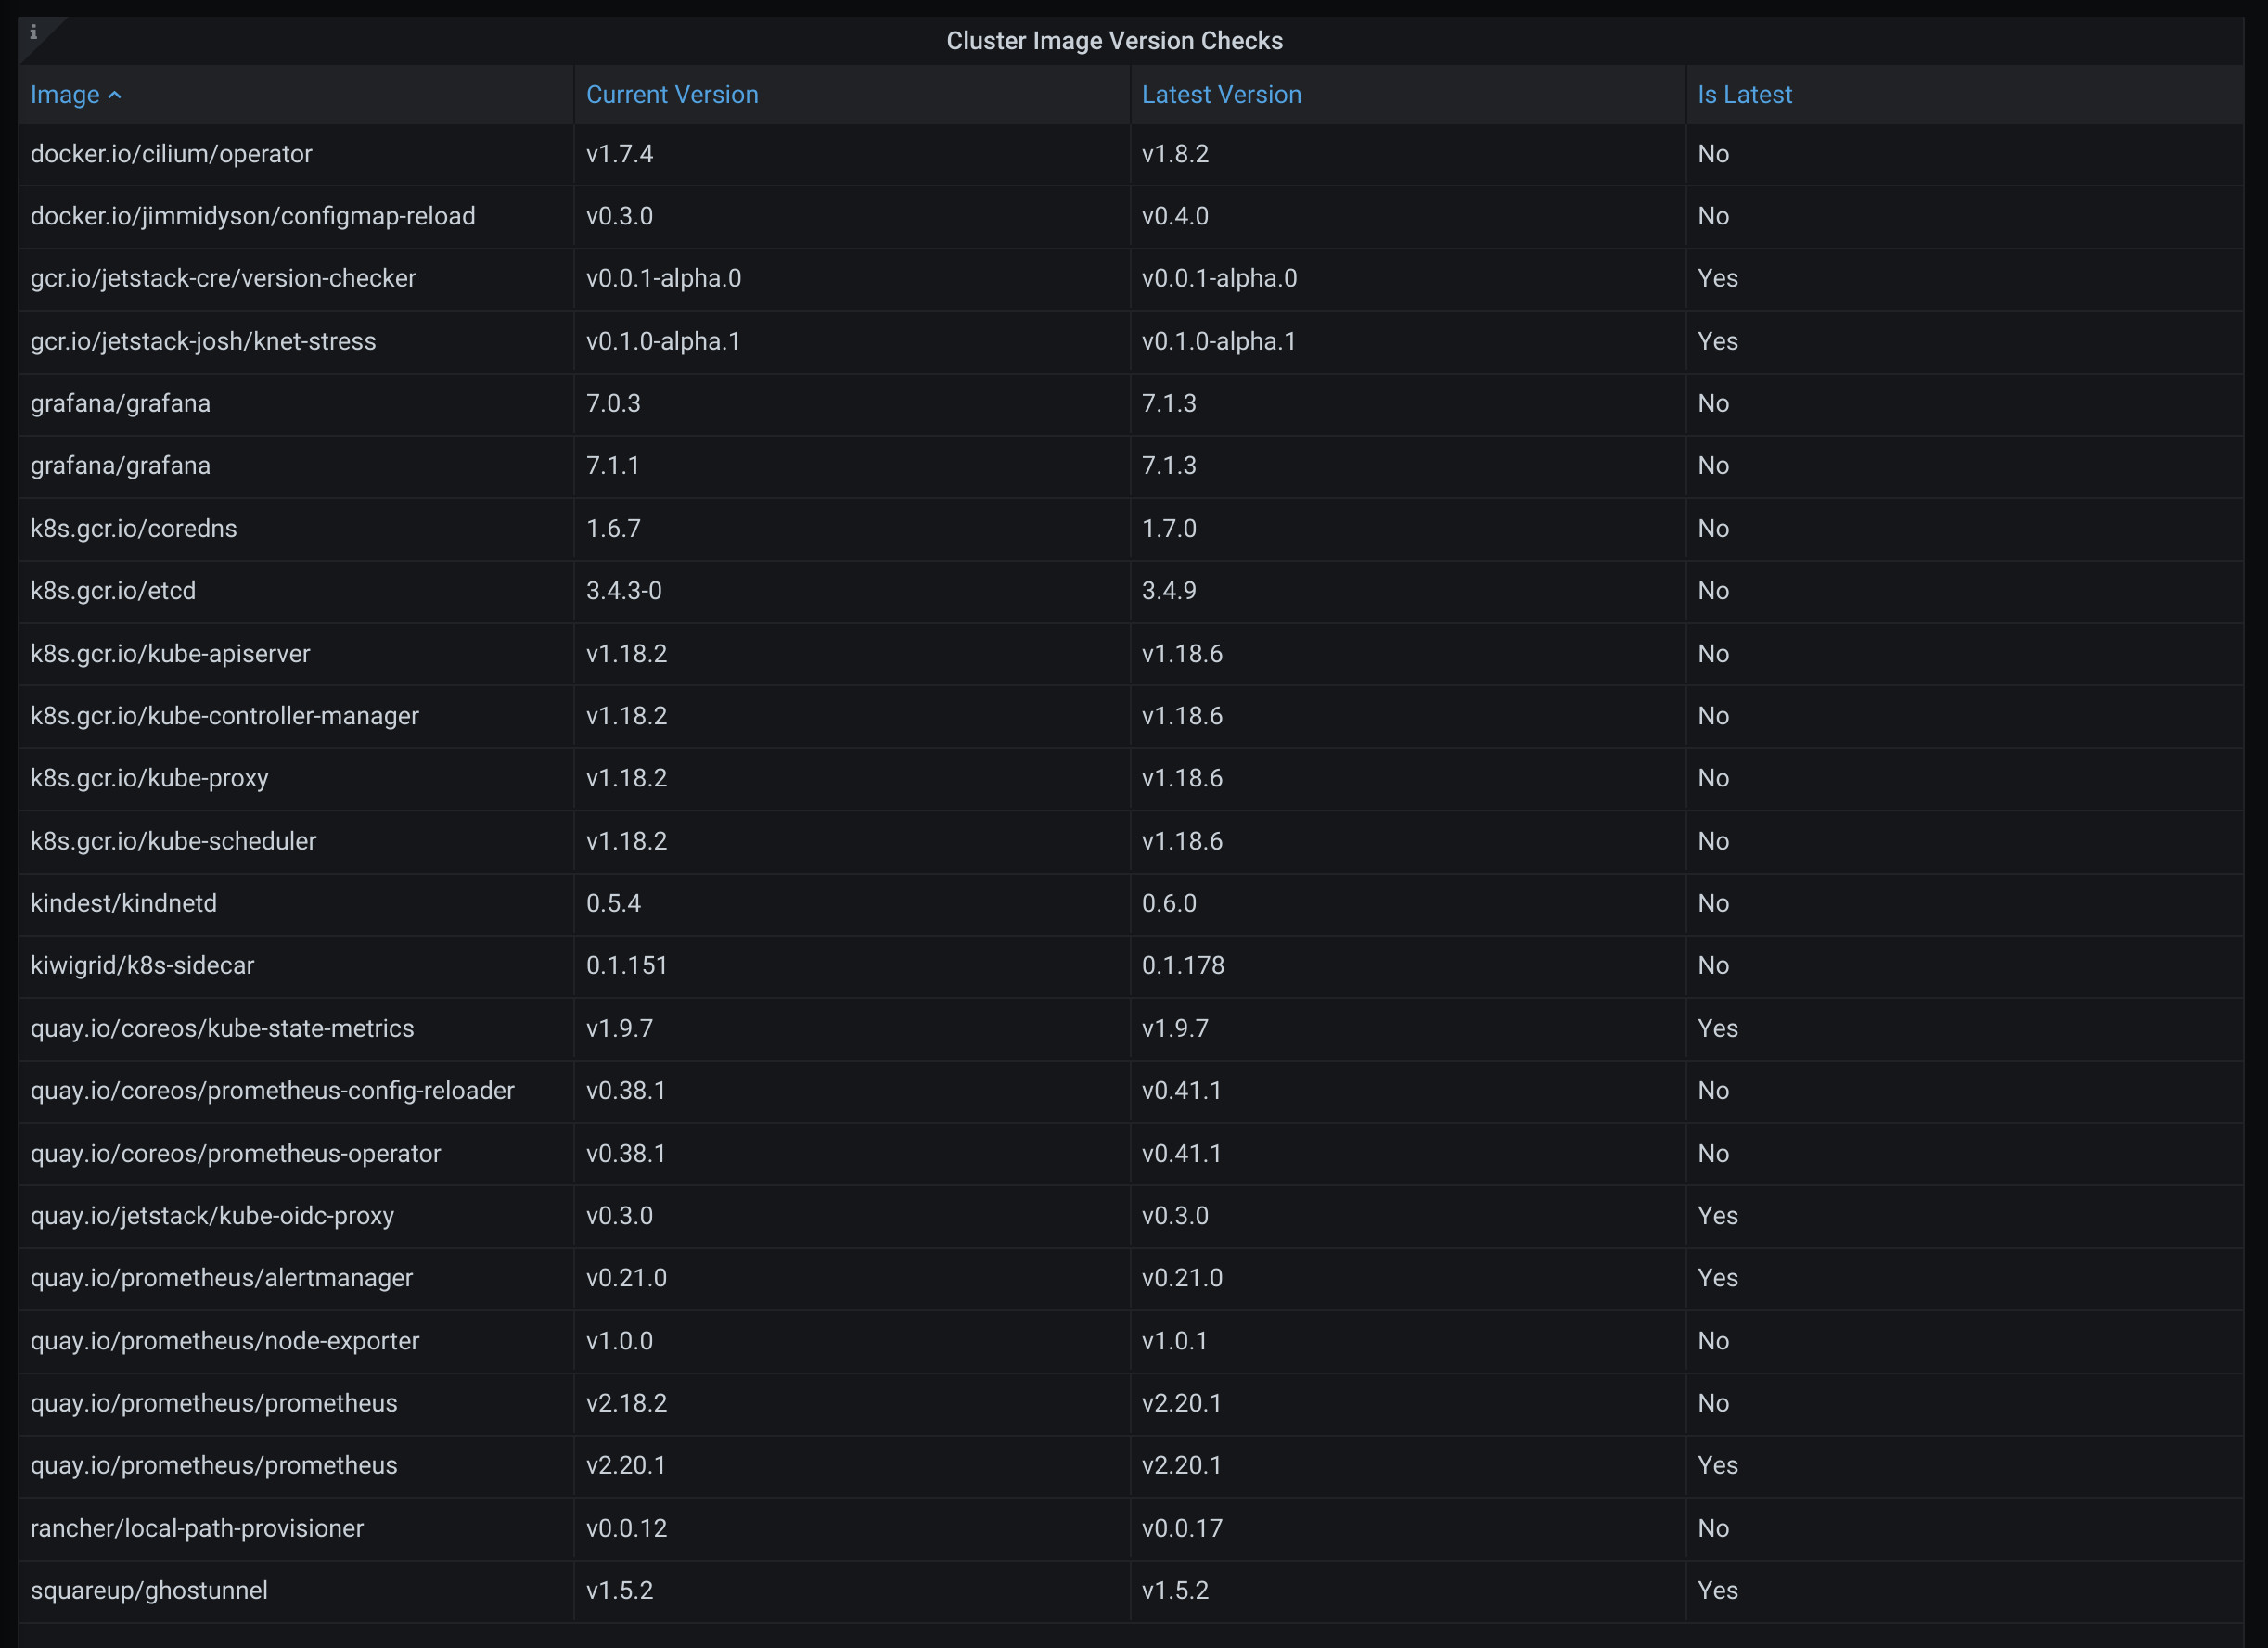 i
Cluster Image Version Checks
Image Current Version Latest Version Is Latest
docker.io/cilium/operator v1.7.4 v1.8.2 No
docker.io/jimmidyson/configmap-reload v0.3.0 v0.4.0 No
gcr.io/jetstack-cre/version-checker v0.0.1-alpha.0 v0.0.1-alpha.0 Yes
gcr.io/jetstack-josh/knet-stress v0.1.0-alpha.1 v0.1.0-alpha.1 Yes
grafana/grafana 7.0.3 7.1.3 No
grafana/grafana 7.1.1 7.1.3 No
k8s.gcr.io/coredns 1.6.7 1.7.0 No
k8s.gcr.io/etcd 3.4.3-0 3.4.9 No
k8s.gcr.io/kube-apiserver v1.18.2 v1.18.6 No
k8s.gcr.io/kube-controller-manager v1.18.2 v1.18.6 No
k8s.gcr.io/kube-proxy v1.18.2 v1.18.6 No
k8s.gcr.io/kube-scheduler v1.18.2 v1.18.6 No
kindest/kindnetd 0.5.4 0.6.0 No
kiwigrid/k8s-sidecar 0.1.151 0.1.178 No
quay.io/coreos/kube-state-metrics v1.9.7 v1.9.7 Yes
quay.io/coreos/prometheus-config-reloader v0.38.1 v0.41.1 No
quay.io/coreos/prometheus-operator v0.38.1 v0.41.1 No
quay.io/jetstack/kube-oidc-proxy v0.3.0 v0.3.0 Yes
quay.io/prometheus/alertmanager v0.21.0 v0.21.0 Yes
quay.io/prometheus/node-exporter v1.0.0 v1.0.1 No
quay.io/prometheus/prometheus v2.18.2 v2.20.1 No
quay.io/prometheus/prometheus v2.20.1 v2.20.1 Yes
rancher/local-path-provisioner v0.0.12 v0.0.17 No
squareup/ghostunnel v1.5.2 v1.5.2 Yes